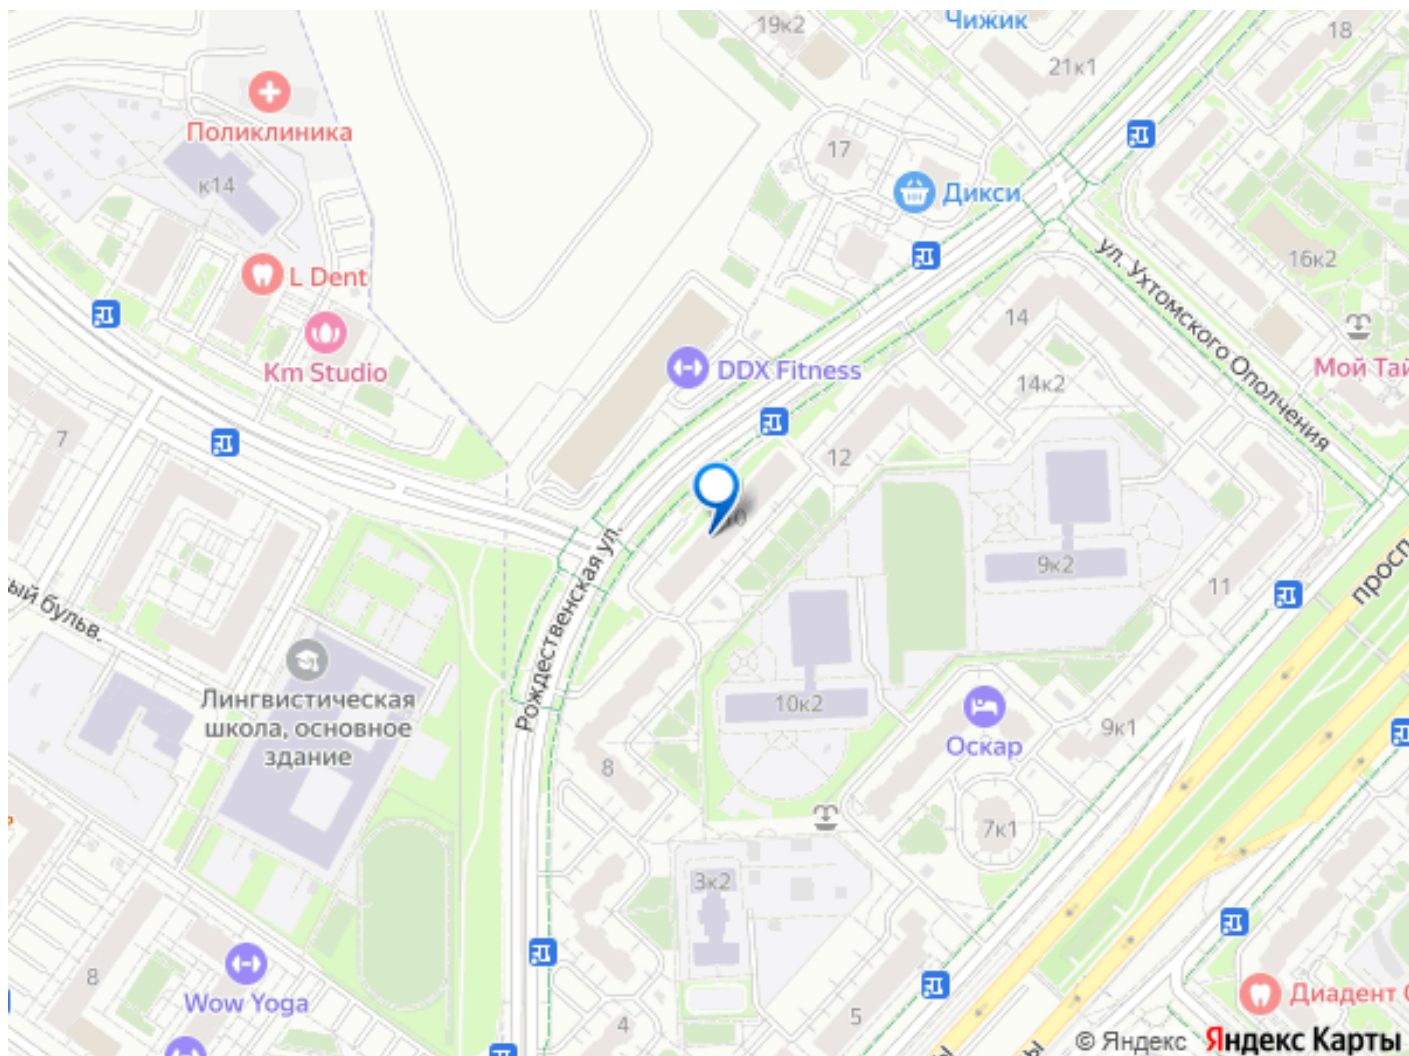 19к2
Чижик
18
21к1
Поликлиника
17
к14
Дикси
ул. Ухтомского Ополчения
16к2
L Dent
14
Km Studio
DDX Fitness
Мой Тай
14к2
7
12
9к2
11
просп
Рождественская ул.
ый бульв.
Лингвистическая
школа, основное
здание
10к2
9к1
Оскар
8
7к1
3к2
8
Wow Yoga
Диадент
4
5
ы
ы
© Яндекс Яндекс Карты